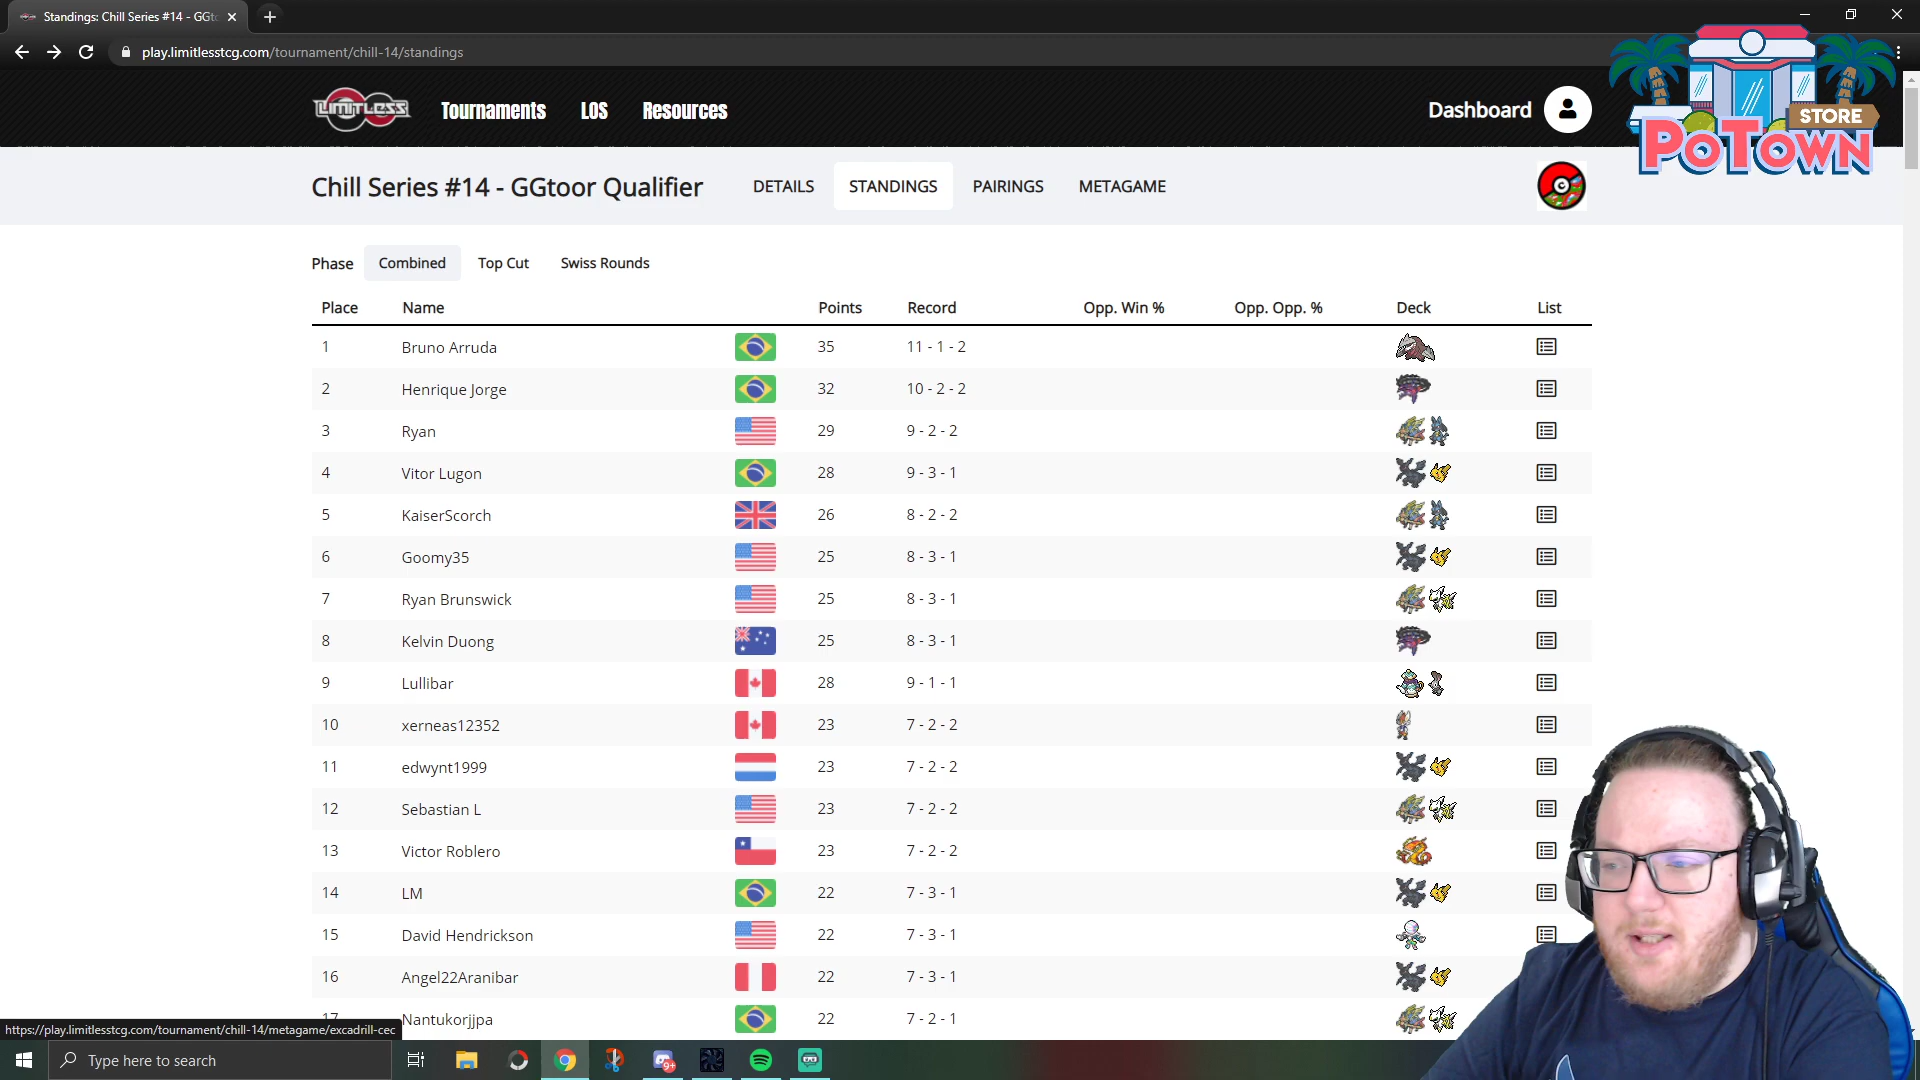 Standings: Chill Series #14 - GGto
play.limitlesstcg.com/tournament/chill-14/standings
LIMITLESS Tournaments LOS Resources Dashboard
STORE
POTOWN
Chill Series #14 - GGtoor Qualifier DETAILS STANDINGS PAIRINGS METAGAME
Phase Combined Top Cut Swiss Rounds
Place Name Points Record Opp. Win % Opp. Opp. % Deck List
1 Bruno Arruda 35 11 - 1 - 2
2 Henrique Jorge 32 10 - 2 - 2
3 Ryan 29 9 - 2 - 2
4 Vitor Lugon 28 9 - 3 - 1
5 KaiserScorch 26 8 - 2 - 2
6 Goomy35 25 8 - 3 - 1
7 Ryan Brunswick 25 8 - 3 - 1
8 Kelvin Duong 25 8 - 3 - 1
9 Lullibar 28 9 - 1 - 1
10 xerneas12352 23 7 - 2 - 2
11 edwynt1999 23 7 - 2 - 2
12 Sebastian L 23 7 - 2 - 2
13 Victor Roblero 23 7 - 2 - 2
14 LM 22 7 - 3 - 1
15 David Hendrickson 22 7 - 3 - 1
16 Angel22Aranibar 22 7 - 3 - 1
17 Nantukorjjpa 22 7 - 2 - 1
https://play.limitlesstcg.com/tournament/chill-14/metagame/excadrill-cec
Type here to search
9+